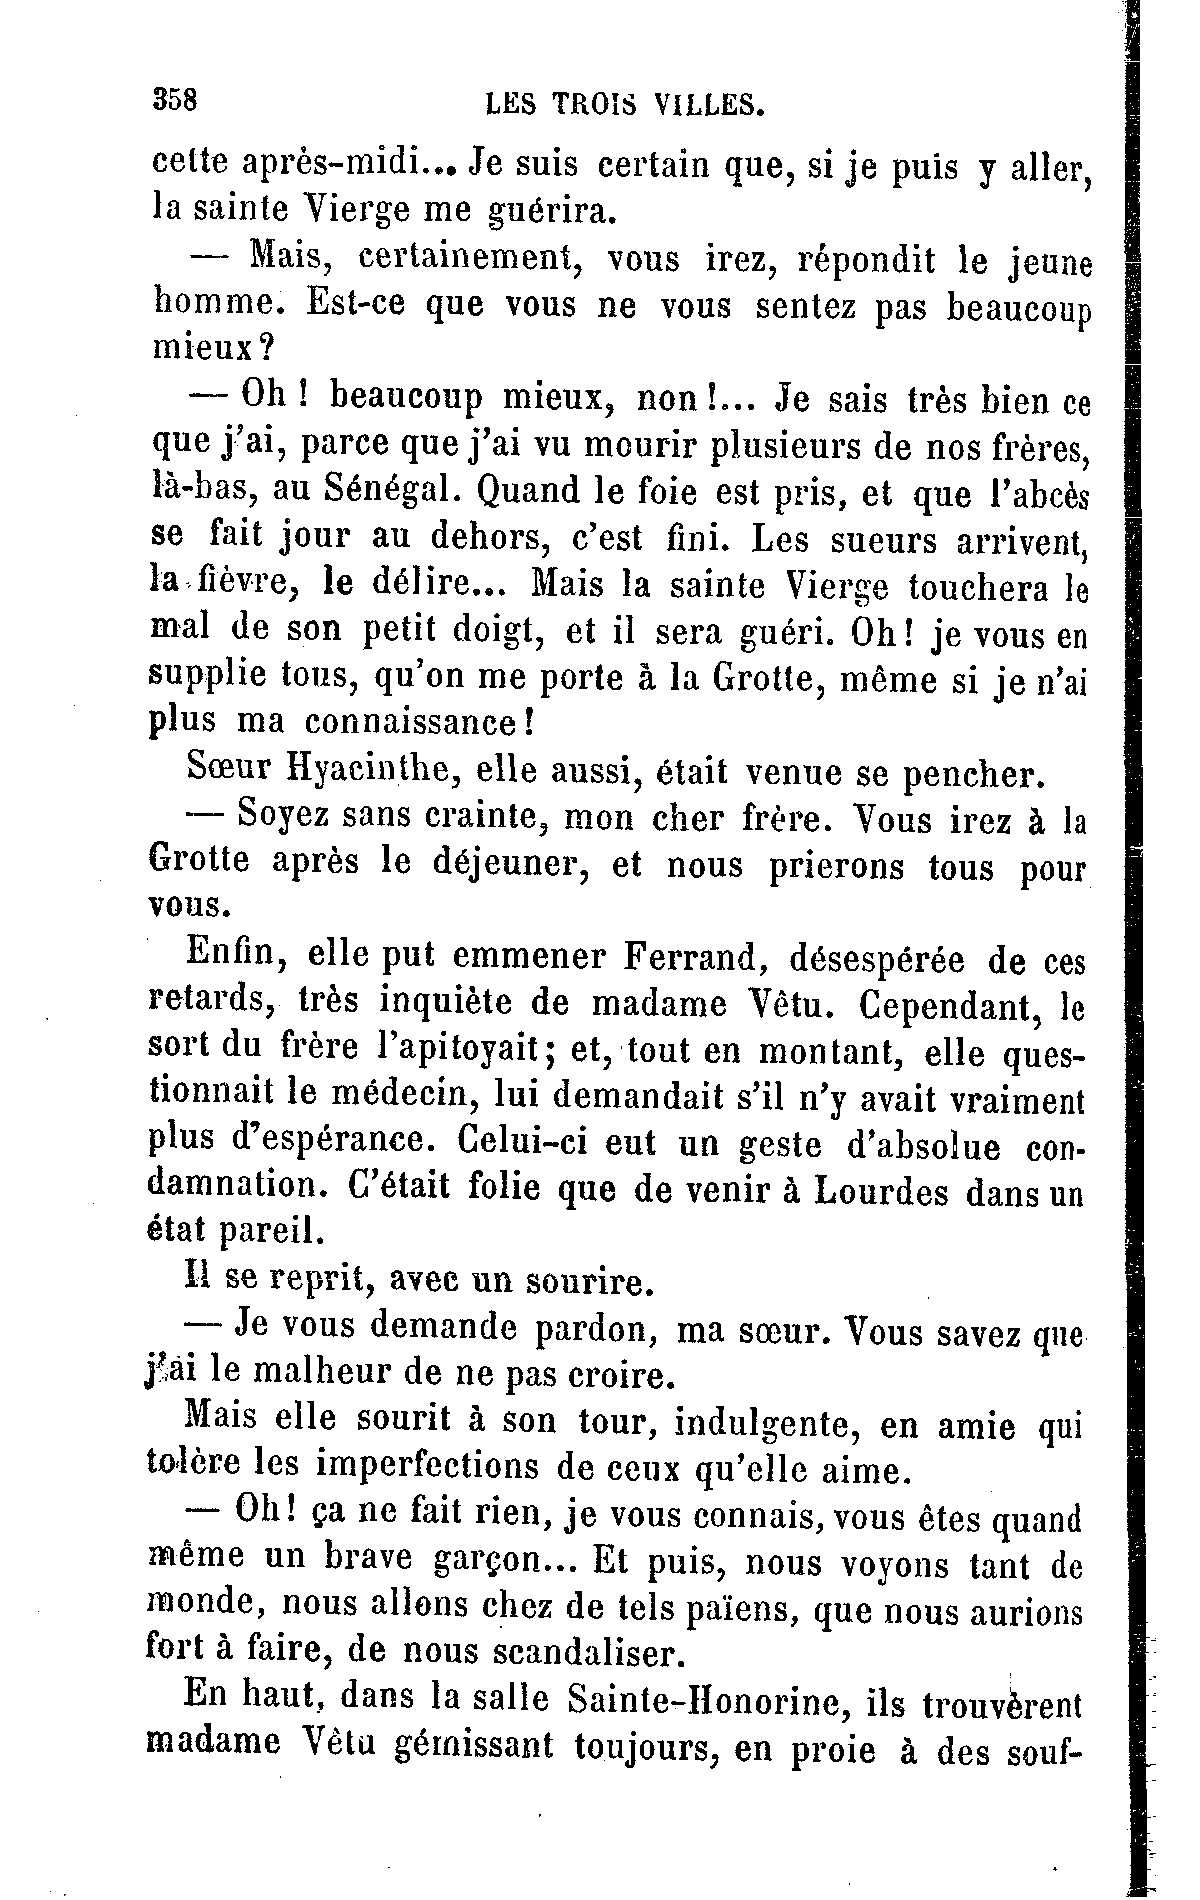 358 LES TROIS VILLES.
cette après-midi... Je suis certain que, si je puis y aller,
la sainte Vierge me guérira.
— Mais, certainement, vous irez, répondit le jeune
homme. Est-ce que vous ne vous sentez pas beaucoup
mieux ?
— Oh ! beaucoup mieux, non !... Je sais très bien ce
que j'ai, parce que j'ai vu mourir plusieurs de nos frères,
là-bas, au Sénégal. Quand le foie est pris, et que l'abcès
se fait jour au dehors, c'est fini. Les sueurs arrivent,
la fièvre, le délire... Mais la sainte Vierge touchera le
mal de son petit doigt, et il sera guéri. Oh ! je vous en
supplie tous, qu'on me porte à la Grotte, même si je n'ai
plus ma connaissance !
Sœur Hyacinthe, elle aussi, était venue se pencher.
— Soyez sans crainte, mon cher frère. Vous irez à la
Grotte après le déjeuner, et nous prierons tous pour
vous.
Enfin, elle put emmener Ferrand, désespérée de ces
retards, très inquiète de madame Vêtu. Cependant, le
sort du frère l'apitoyait ; et, tout en montant, elle ques-
tionnait le médecin, lui demandait s'il n'y avait vraiment
plus d'espérance. Celui-ci eut un geste d'absolue con-
damnation. C'était folie que de venir à Lourdes dans un
état pareil.
Il se reprit, avec un sourire.
— Je vous demande pardon, ma sœur. Vous savez que
j'ai le malheur de ne pas croire.
Mais elle sourit à son tour, indulgente, en amie qui
tolère les imperfections de ceux qu'elle aime.
— Oh ! ça ne fait rien, je vous connais, vous êtes quand
même un brave garçon... Et puis, nous voyons tant de
monde, nous allons chez de tels païens, que nous aurions
fort à faire, de nous scandaliser.
En haut, dans la salle Sainte-Honorine, ils trouvèrent
madame Vêtu gémissant toujours, en proie à des souf-